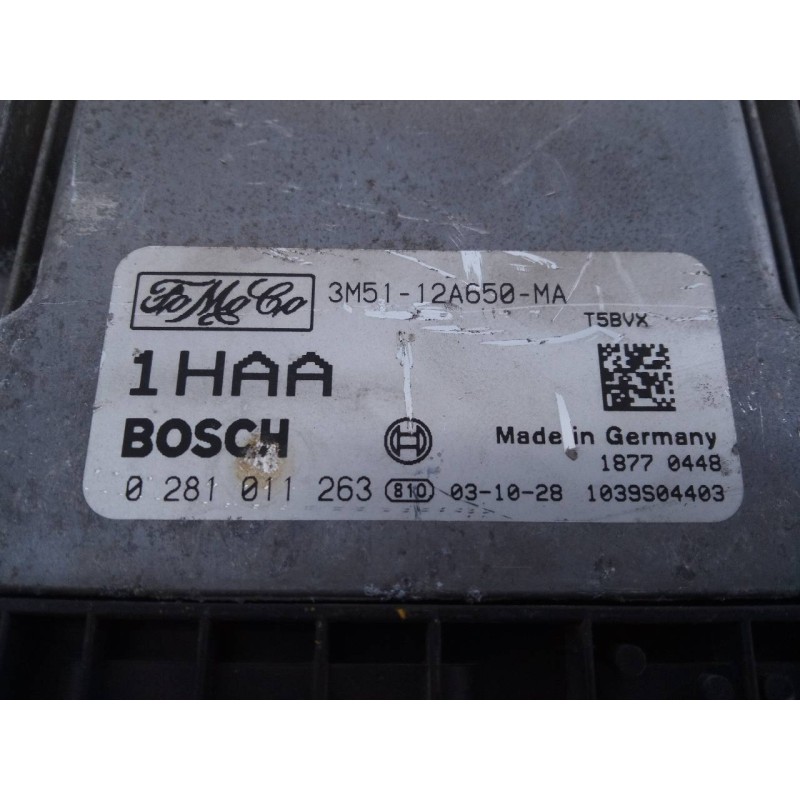 FoMoCo 3M51-12A650-MA
T5BVX
1HAA
BOSCH
Made in Germany
1877 0448
0 281 011 263 810 03-10-28 1039S04403